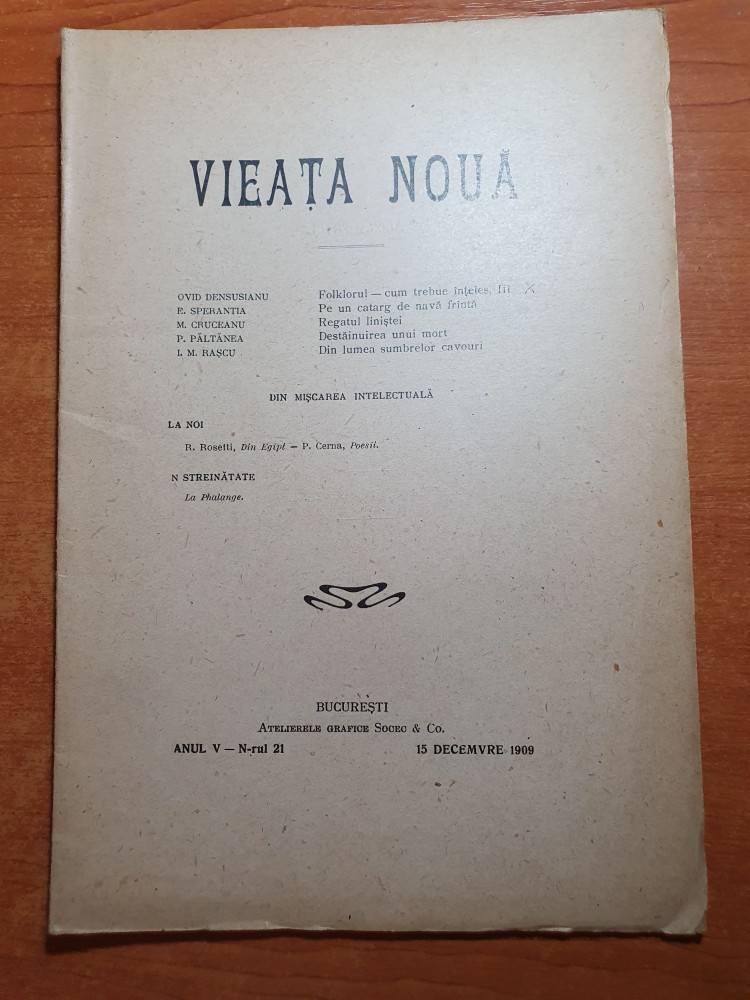 VIEAȚA NOUĂ
OVID DENSUSIANU Folklorul — cum trebue înțeles, III
E. SPERANTIA Pe un catarg de navă frintă
M. CRUCEANU Regatul liniștei
P. PĂLTĂNEA Destăinuirea unui mort
I. M. RAȘCU Din lumea sumbrelor cavouri
DIN MIȘCAREA INTELECTUALĂ
LA NOI
R. Rosetti, Din Egipt — P. Cerna, Poesii.
N STREINĂTATE
La Phalange.
BUCUREȘTI
ATELIERELE GRAFICE SOCEC & Co.
ANUL V — N-rul 21 15 DECEMVRE 1909